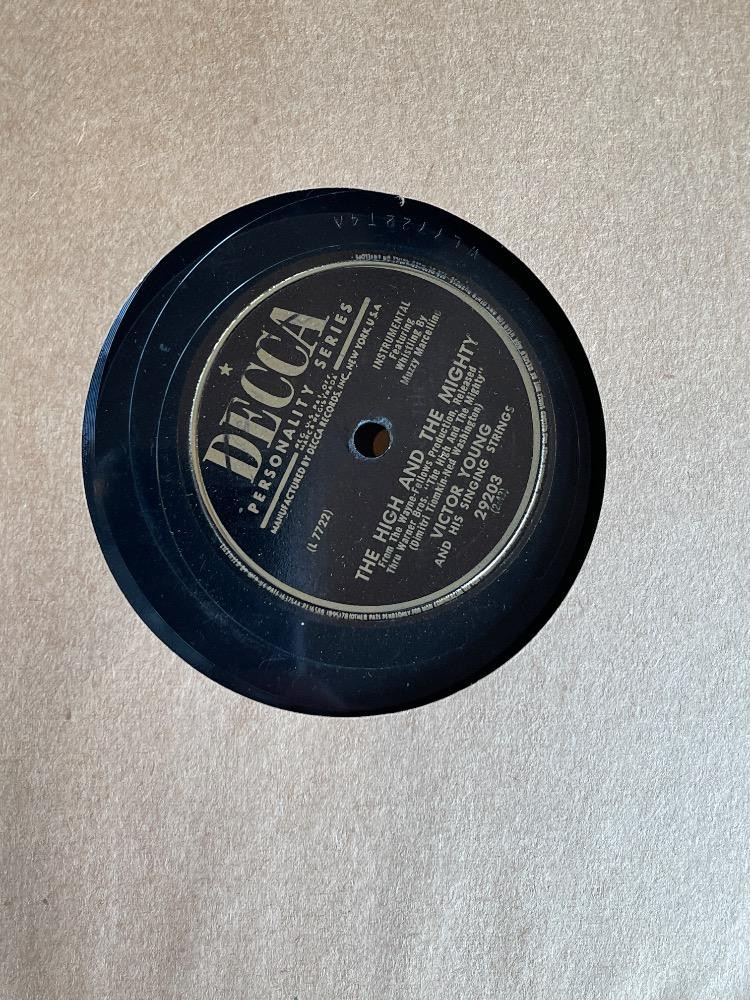 DECCA
PERSONALITY SERIES
MANUFACTURED BY DECCA RECORDS, INC., NEW YORK, U.S.A.
INSTRUMENTAL
Featuring
Whistling By
Muzzy Marcellino
(L 7722)
THE HIGH AND THE MIGHTY
From The Wayne-Fellows Production, Released
Thru Warner Bros. "The High And The Mighty"
(Dimitri Tiomkin-Ned Washington)
VICTOR YOUNG
AND HIS SINGING STRINGS
29203